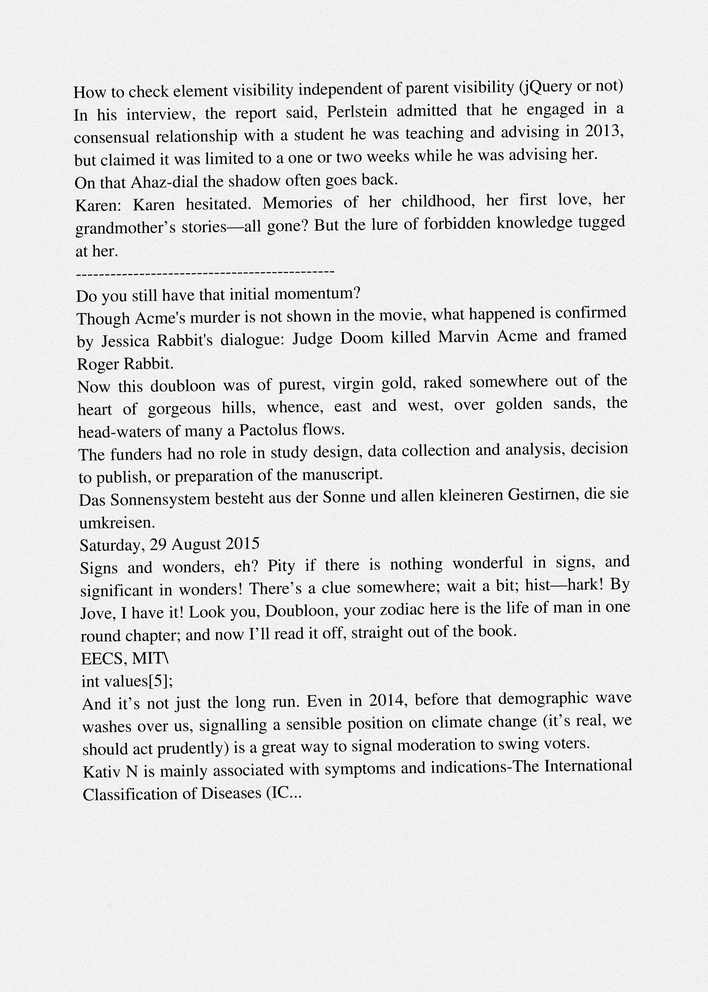 How to check element visibility independent of parent visibility (jQuery or not)
In his interview, the report said, Perlstein admitted that he engaged in a
consensual relationship with a student he was teaching and advising in 2013,
but claimed it was limited to a one or two weeks while he was advising her.
On that Ahaz-dial the shadow often goes back.
Karen: Karen hesitated. Memories of her childhood, her first love, her
grandmother’s stories—all gone? But the lure of forbidden knowledge tugged
at her.
---------------------------------------------
Do you still have that initial momentum?
Though Acme's murder is not shown in the movie, what happened is confirmed
by Jessica Rabbit's dialogue: Judge Doom killed Marvin Acme and framed
Roger Rabbit.
Now this doubloon was of purest, virgin gold, raked somewhere out of the
heart of gorgeous hills, whence, east and west, over golden sands, the
head-waters of many a Pactolus flows.
The funders had no role in study design, data collection and analysis, decision
to publish, or preparation of the manuscript.
Das Sonnensystem besteht aus der Sonne und allen kleineren Gestirnen, die sie
umkreisen.
Saturday, 29 August 2015
Signs and wonders, eh? Pity if there is nothing wonderful in signs, and
significant in wonders! There’s a clue somewhere; wait a bit; hist—hark! By
Jove, I have it! Look you, Doubloon, your zodiac here is the life of man in one
round chapter; and now I’ll read it off, straight out of the book.
EECS, MIT\
int values[5];
And it’s not just the long run. Even in 2014, before that demographic wave
washes over us, signalling a sensible position on climate change (it’s real, we
should act prudently) is a great way to signal moderation to swing voters.
Kativ N is mainly associated with symptoms and indications-The International
Classification of Diseases (IC...